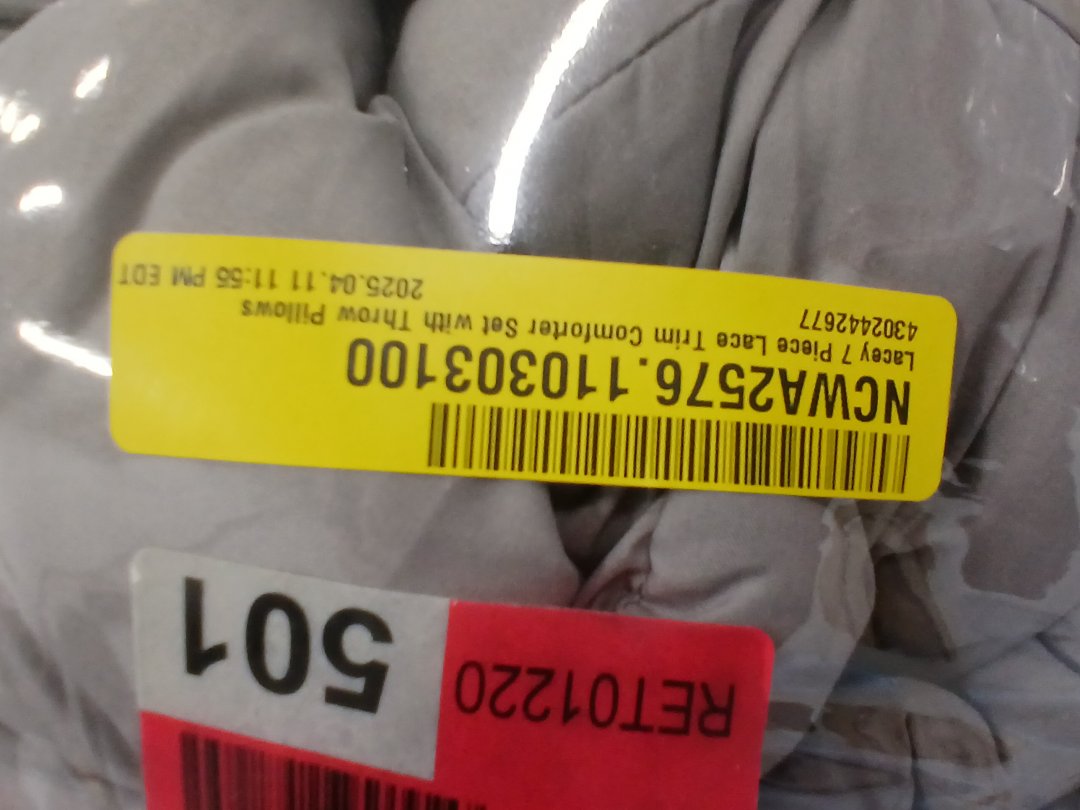 NCWA2576.110303100
Lacey 7 Piece Lace Trim Comforter Set with Throw Pillows
430242677
2025.04.11 11:55 PM EDT
RET01220
501